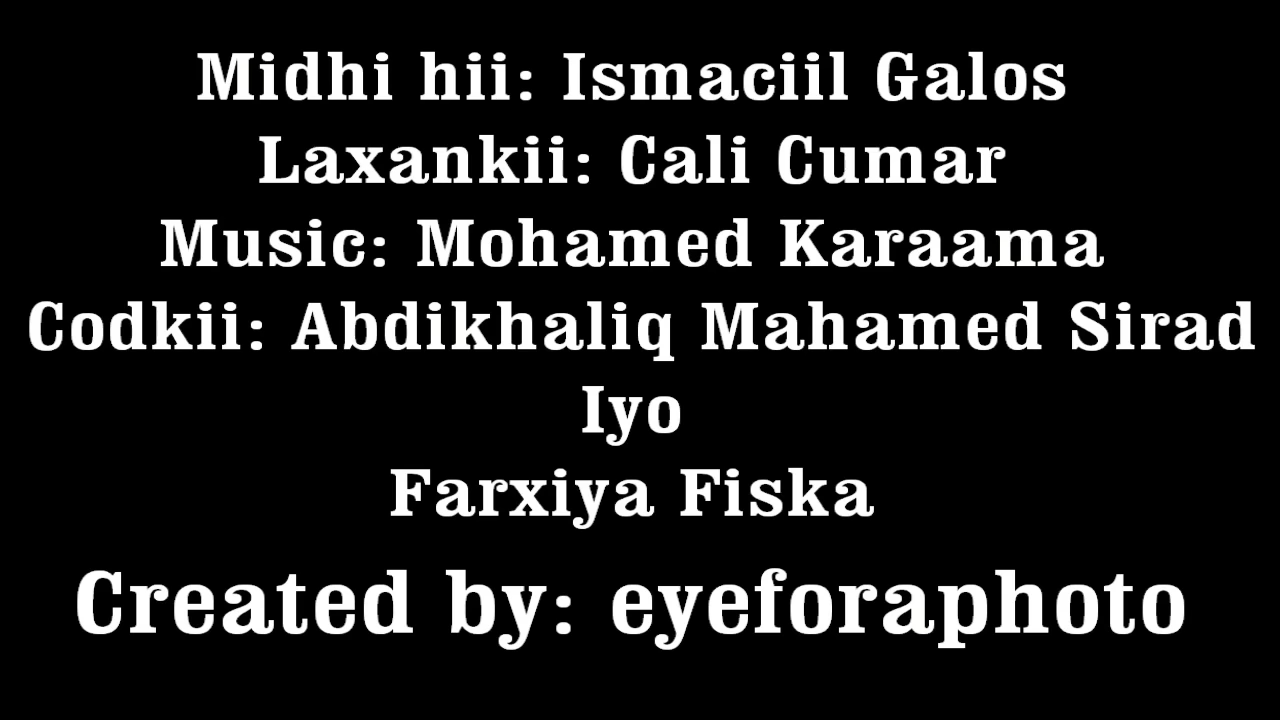 Midhi hii: Ismaciil Galos
Laxankii: Cali Cumar
Music: Mohamed Karaama
Codkii: Abdikhaliq Mahamed Sirad
Iyo
Farxiya Fiska
Created by: eyeforaphoto